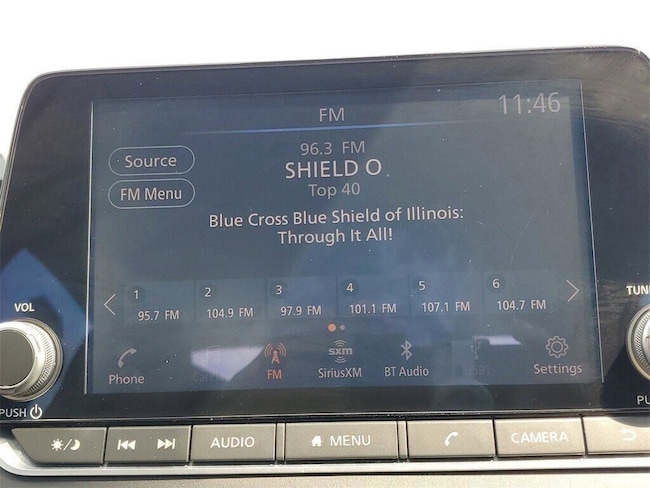 FM
11:46
96.3 FM
Source
SHIELD O
Top 40
FM Menu
Blue Cross Blue Shield of Illinois:
Through It All!
1
95.7 FM
2
104.9 FM
3
97.9 FM
4
101.1 FM
5
107.1 FM
6
104.7 FM
VOL
TUN
Phone
FM
sxm
SiriusXM
BT Audio
Settings
PUSH
PU
AUDIO
MENU
CAMERA